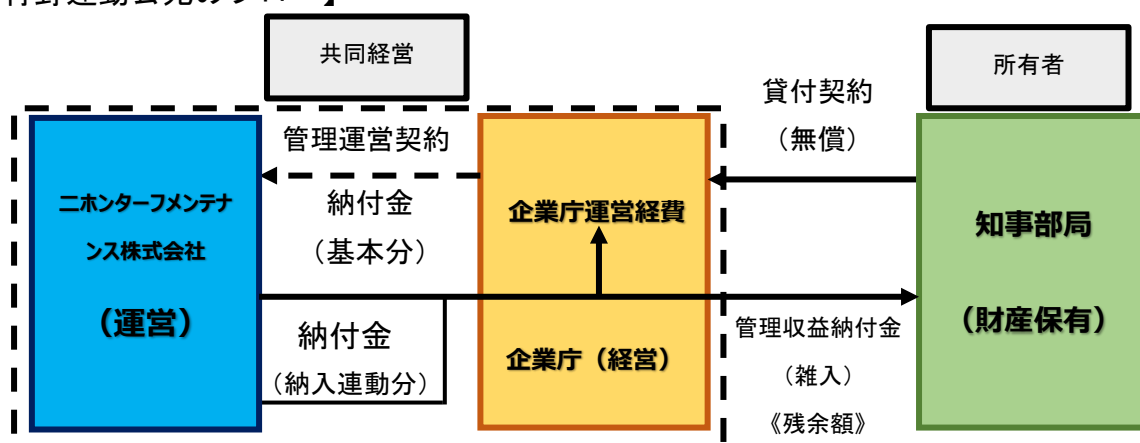 共同経営
所有者
貸付契約
(無償)
管理運営契約
ニホンターフメンテナ
ンス株式会社
(運営)
納付金
(基本分)
企業庁運営経費
知事部局
(財産保有)
納付金
(納入連動分)
企業庁(経営)
管理収益納付金
(雑入)
《残余額》